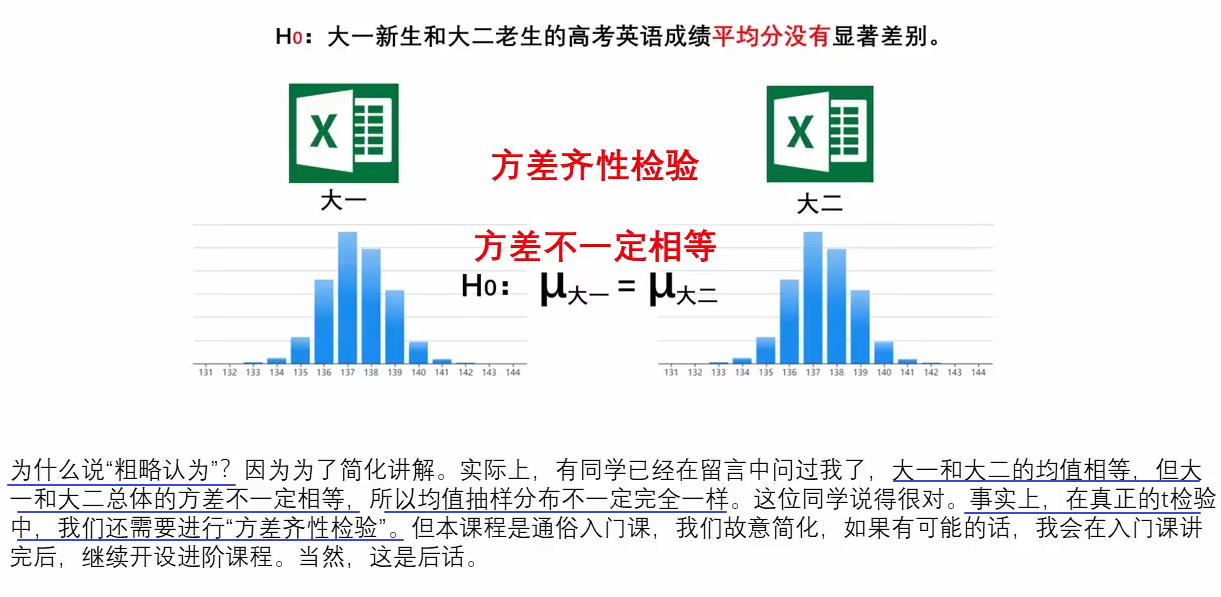 H0：大一新生和大二老生的高考英语成绩平均分没有显著差别。
X
X
方差齐性检验
大一
大二
方差不一定相等
H0： μ大一 = μ大二
131 132 133 134 135 136 137 138 139 140 141 142 143 144
131 132 133 134 135 136 137 138 139 140 141 142 143 144
为什么说“粗略认为”？因为为了简化讲解。实际上，有同学已经在留言中问过我了，大一和大二的均值相等，但大
一和大二总体的方差不一定相等，所以均值抽样分布不一定完全一样。这位同学说得很对。事实上，在真正的t检验
中，我们还需要进行“方差齐性检验”。但本课程是通俗入门课，我们故意简化，如果有可能的话，我会在入门课讲
完后，继续开设进阶课程。当然，这是后话。